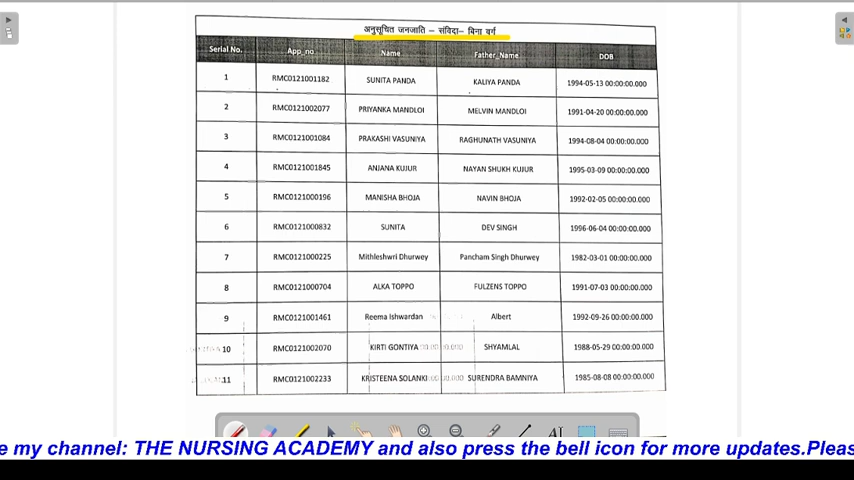 अनुसूचित जनजाति – संविदा– बिना वर्ग
Serial No. App_no Name Father_Name DOB
1 RMC0121001182 SUNITA PANDA KALIYA PANDA 1994-05-13 00:00:00.000
2 RMC0121002077 PRIYANKA MANDLOI MELVIN MANDLOI 1991-04-20 00:00:00.000
3 RMC0121001084 PRAKASHI VASUNIYA RAGHUNATH VASUNIYA 1994-08-04 00:00:00.000
4 RMC0121001845 ANJANA KUJUR NAYAN SHUKH KUJUR 1995-03-09 00:00:00.000
5 RMC0121000196 MANISHA BHOJA NAVIN BHOJA 1992-02-05 00:00:00.000
6 RMC0121000832 SUNITA DEV SINGH 1996-06-04 00:00:00.000
7 RMC0121000225 Mithleshwri Dhurwey Pancham Singh Dhurwey 1982-03-01 00:00:00.000
8 RMC0121000704 ALKA TOPPO FULZENS TOPPO 1991-07-03 00:00:00.000
9 RMC0121001461 Reema Ishwardan Albert 1992-09-26 00:00:00.000
10 RMC0121002070 KIRTI GONTIYA SHYAMLAL 1988-05-29 00:00:00.000
11 RMC0121002233 KRISTEENA SOLANKI SURENDRA BAMNIYA 1985-08-08 00:00:00.000
e my channel: THE NURSING ACADEMY and also press the bell icon for more updates.Pleas